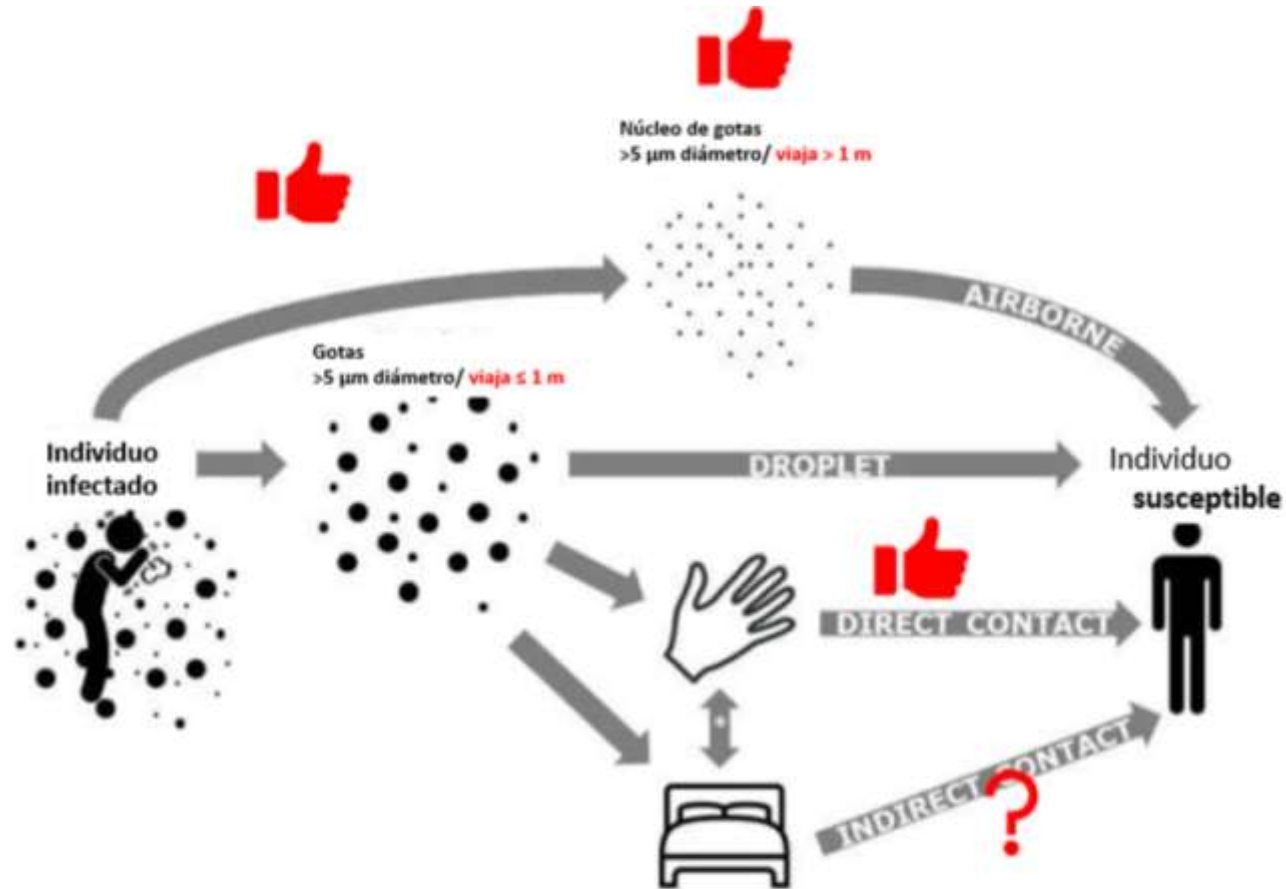 Núcleo de gotas
>5 µm diámetro/ viaja > 1 m
AIRBORNE
Gotas
>5 µm diámetro/ viaja ≤ 1 m
Individuo
infectado
DROPLET
Individuo
susceptible
DIRECT CONTACT
+
INDIRECT CONTACT
?